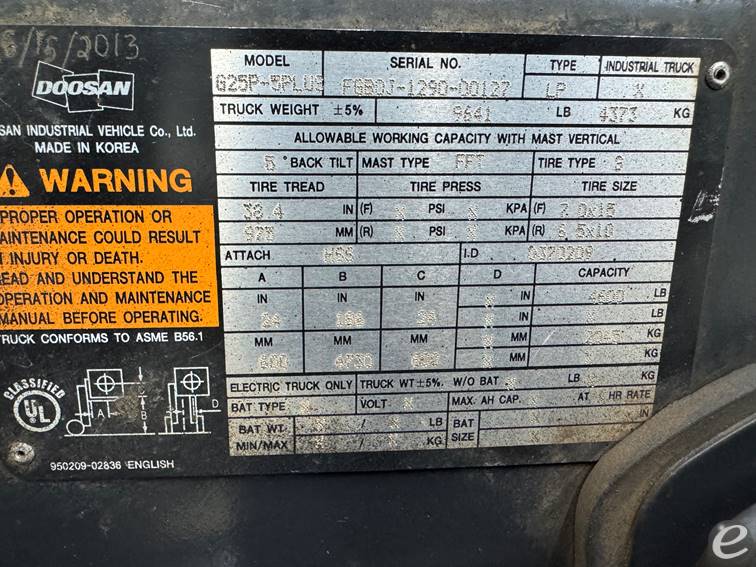 6/15/2013
DOOSAN
SAN INDUSTRIAL VEHICLE Co., Ltd.
MADE IN KOREA
WARNING
PROPER OPERATION OR
AINTENANCE COULD RESULT
INJURY OR DEATH.
EAD AND UNDERSTAND THE
OPERATION AND MAINTENANCE
MANUAL BEFORE OPERATING.
TRUCK CONFORMS TO ASME B56.1
CLASSIFIED
UL
A B C D
950209-02836 ENGLISH
MODEL SERIAL NO. TYPE INDUSTRIAL TRUCK
G25P-5PLUS FGB0J-1290-00127 LP X
TRUCK WEIGHT ±5% 9641 LB 4373 KG
ALLOWABLE WORKING CAPACITY WITH MAST VERTICAL
5 ° BACK TILT MAST TYPE FFT TIRE TYPE S
TIRE TREAD TIRE PRESS TIRE SIZE
38.4 IN (F) X PSI X KPA (F) 7.0x15
977 MM (R) X PSI X KPA (R) 6.5x10
ATTACH I.D
A B C D CAPACITY
IN IN IN X IN 4600 LB
24 24 X
MM MM MM X MM KG
600 600 X MM KG
ELECTRIC TRUCK ONLY TRUCK WT ±5%. W/O BAT X LB KG
BAT TYPE VOLT X MAX. AH CAP. X AT X HR RATE
BAT WT. X / X LB BAT IN
MIN/MAX / KG SIZE X
e